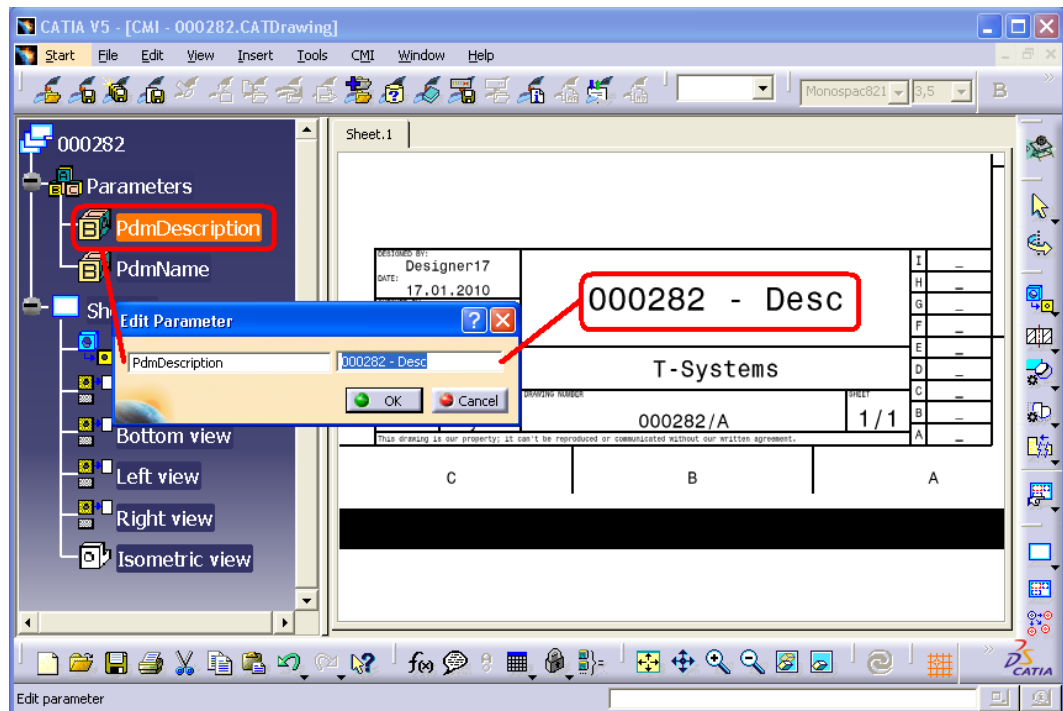 CATIA V5 - [CMI - 000282.CATDrawing]
Start File Edit View Insert Tools CMI Window Help
Monospac821 3,5 B
000282
Parameters
PdmDescription
PdmName
Sh
Bottom view
Left view
Right view
Isometric view
Edit Parameter
PdmDescription 000282 - Desc
OK Cancel
Sheet.1
DESIGNED BY:
Designer17
DATE:
17.01.2010
000282 - Desc
T-Systems
DRAWING NUMBER
000282/A
SHEET
1/1
This drawing is our property; it can't be reproduced or communicated without our written agreement.
I _
H _
G _
F _
E _
D _
C _
B _
A _
C B A
f(x)
CATIA
Edit parameter